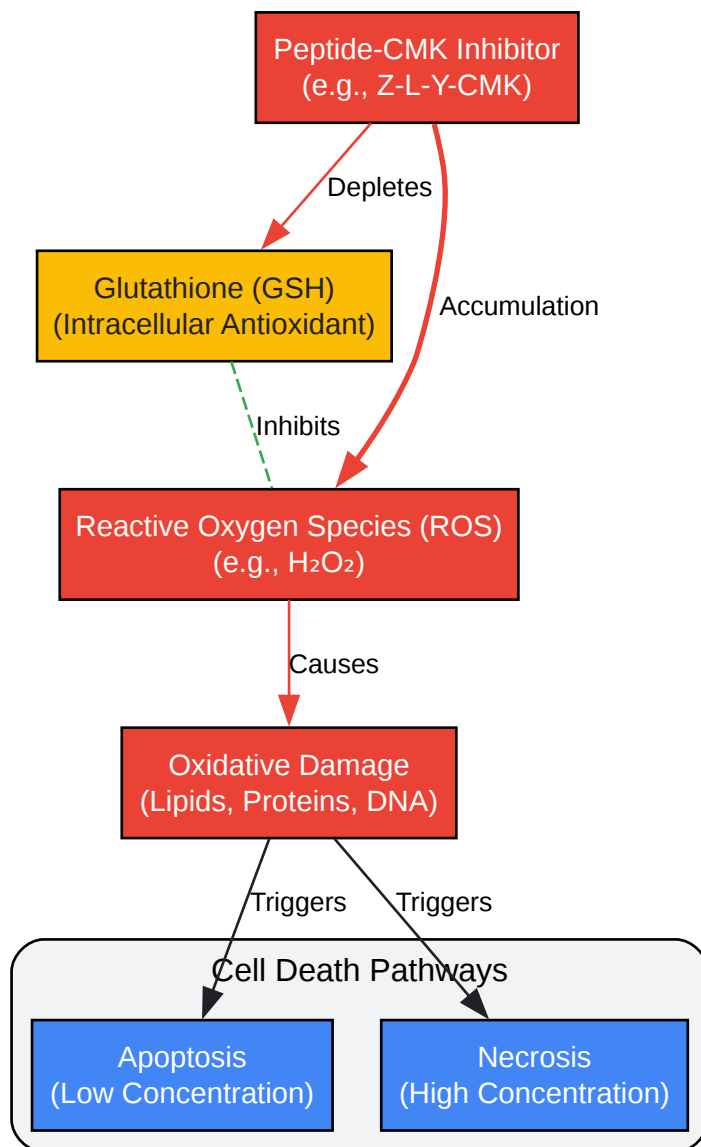 Peptide-CMK Inhibitor
(e.g., Z-L-Y-CMK)
Depletes
Glutathione (GSH)
(Intracellular Antioxidant)
Accumulation
Inhibits
Reactive Oxygen Species (ROS)
(e.g., H₂O₂)
Causes
Oxidative Damage
(Lipids, Proteins, DNA)
Triggers
Triggers
Cell Death Pathways
Apoptosis
(Low Concentration)
Necrosis
(High Concentration)